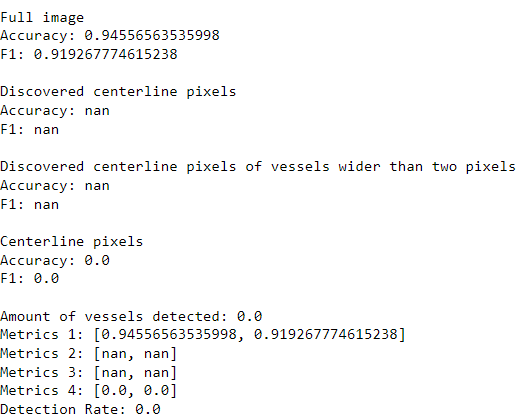 Full image
Accuracy: 0.94556563535998
F1: 0.919267774615238
Discovered centerline pixels
Accuracy: nan
F1: nan
Discovered centerline pixels of vessels wider than two pixels
Accuracy: nan
F1: nan
Centerline pixels
Accuracy: 0.0
F1: 0.0
Amount of vessels detected: 0.0
Metrics 1: [0.94556563535998, 0.919267774615238]
Metrics 2: [nan, nan]
Metrics 3: [nan, nan]
Metrics 4: [0.0, 0.0]
Detection Rate: 0.0